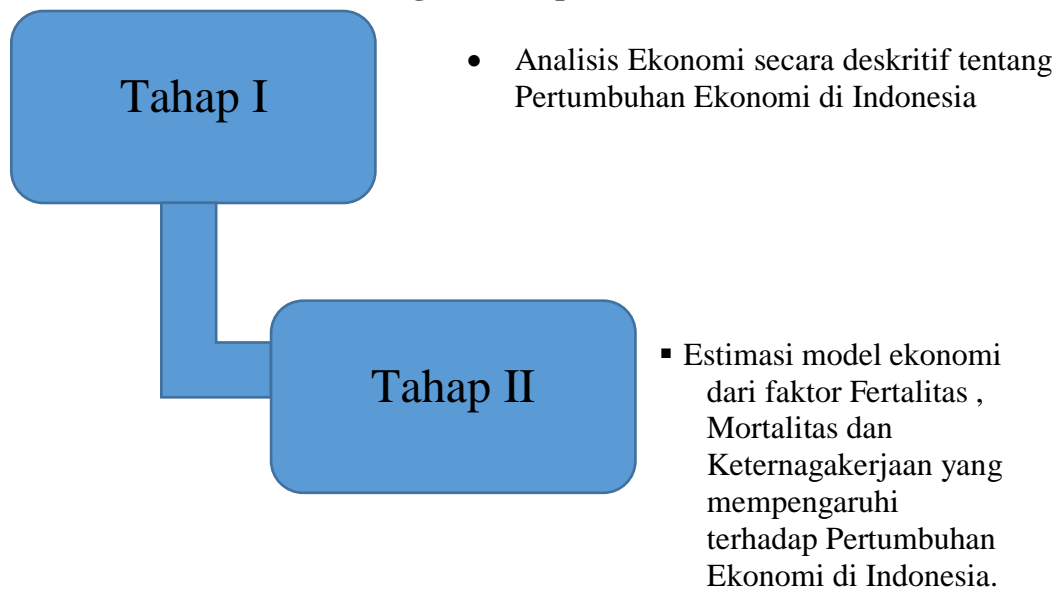 Tahap I
• Analisis Ekonomi secara deskritif tentang
Pertumbuhan Ekonomi di Indonesia
Tahap II
▪ Estimasi model ekonomi
dari faktor Fertalitas ,
Mortalitas dan
Keternagakerjaan yang
mempengaruhi
terhadap Pertumbuhan
Ekonomi di Indonesia.